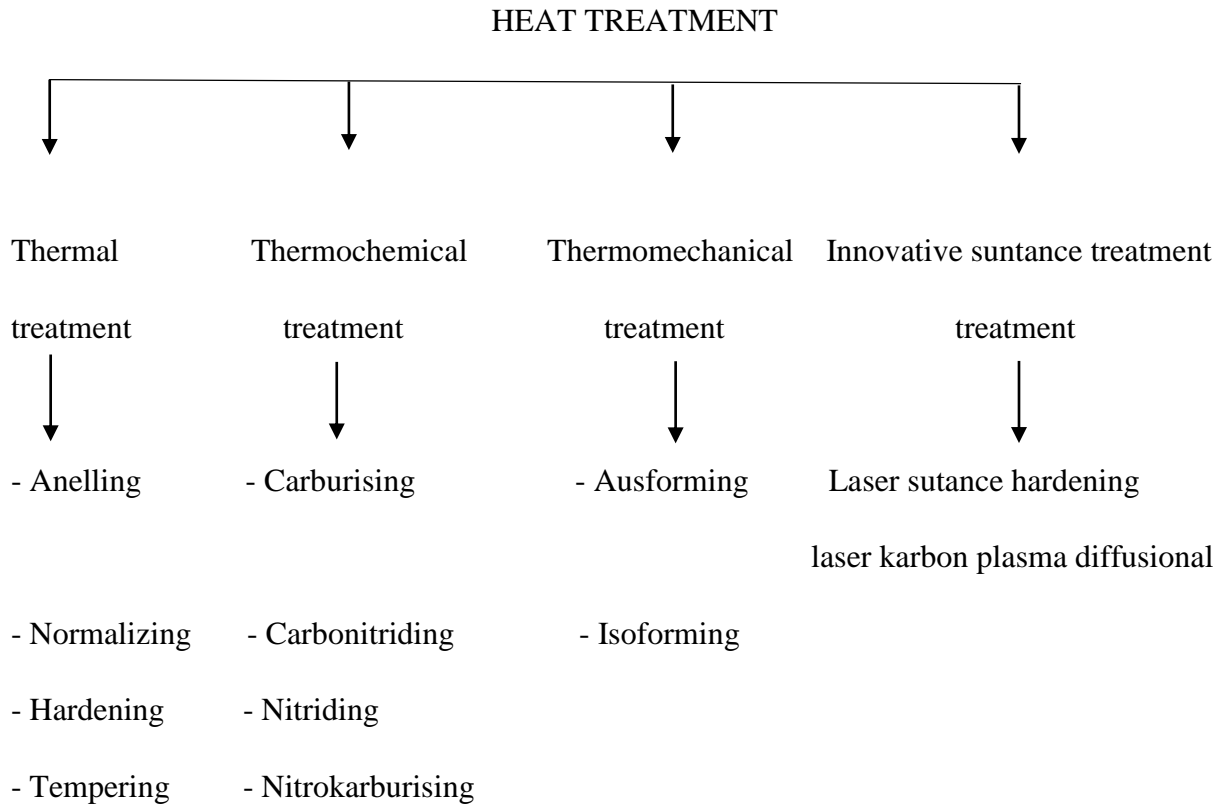 HEAT TREATMENT
Thermal Thermochemical Thermomechanical Innovative suntance treatment
treatment treatment treatment treatment
- Anelling - Carburising - Ausforming Laser sutance hardening
laser karbon plasma diffusional
- Normalizing - Carbonitriding - Isoforming
- Hardening - Nitriding
- Tempering - Nitrokarburising